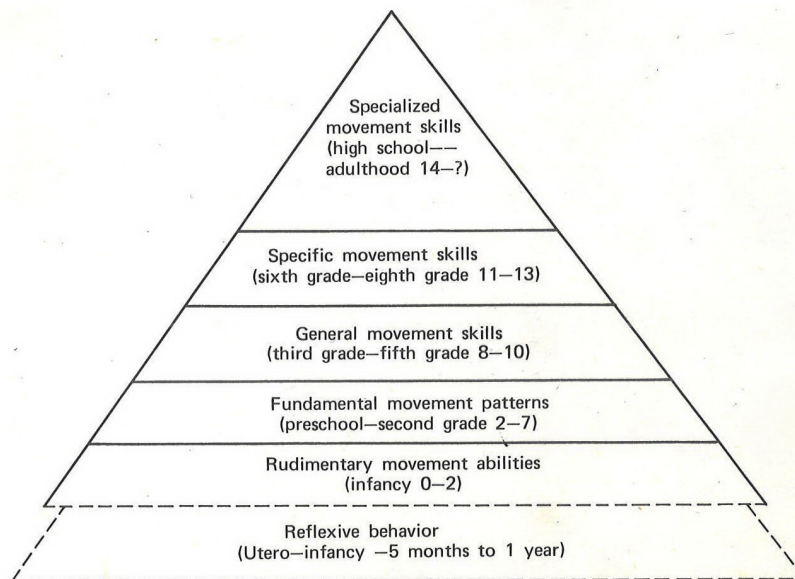 Specialized
movement skills
(high school——
adulthood 14—?)
Specific movement skills
(sixth grade—eighth grade 11—13)
General movement skills
(third grade—fifth grade 8—10)
Fundamental movement patterns
(preschool—second grade 2—7)
Rudimentary movement abilities
(infancy 0—2)
Reflexive behavior
(Utero—infancy —5 months to 1 year)